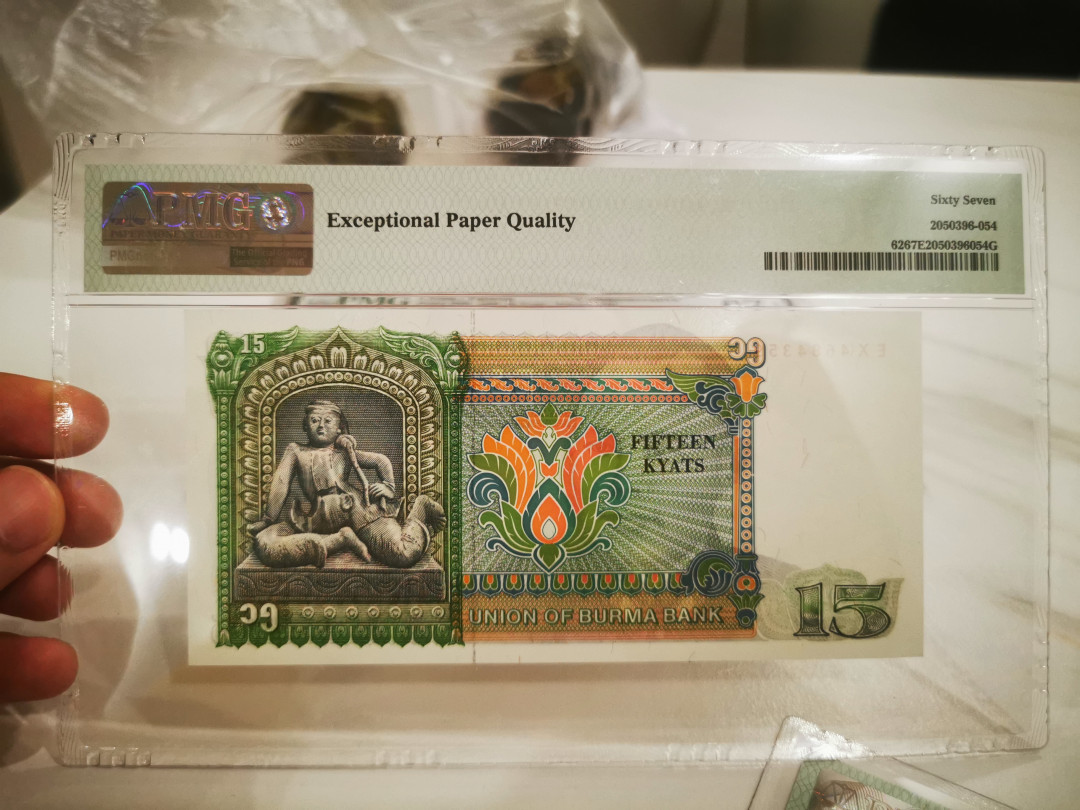 PMG
Exceptional Paper Quality
Sixty Seven
2050396-054
6267E2050396054G
15
၁၅
FIFTEEN
KYATS
၁၅
UNION OF BURMA BANK
15